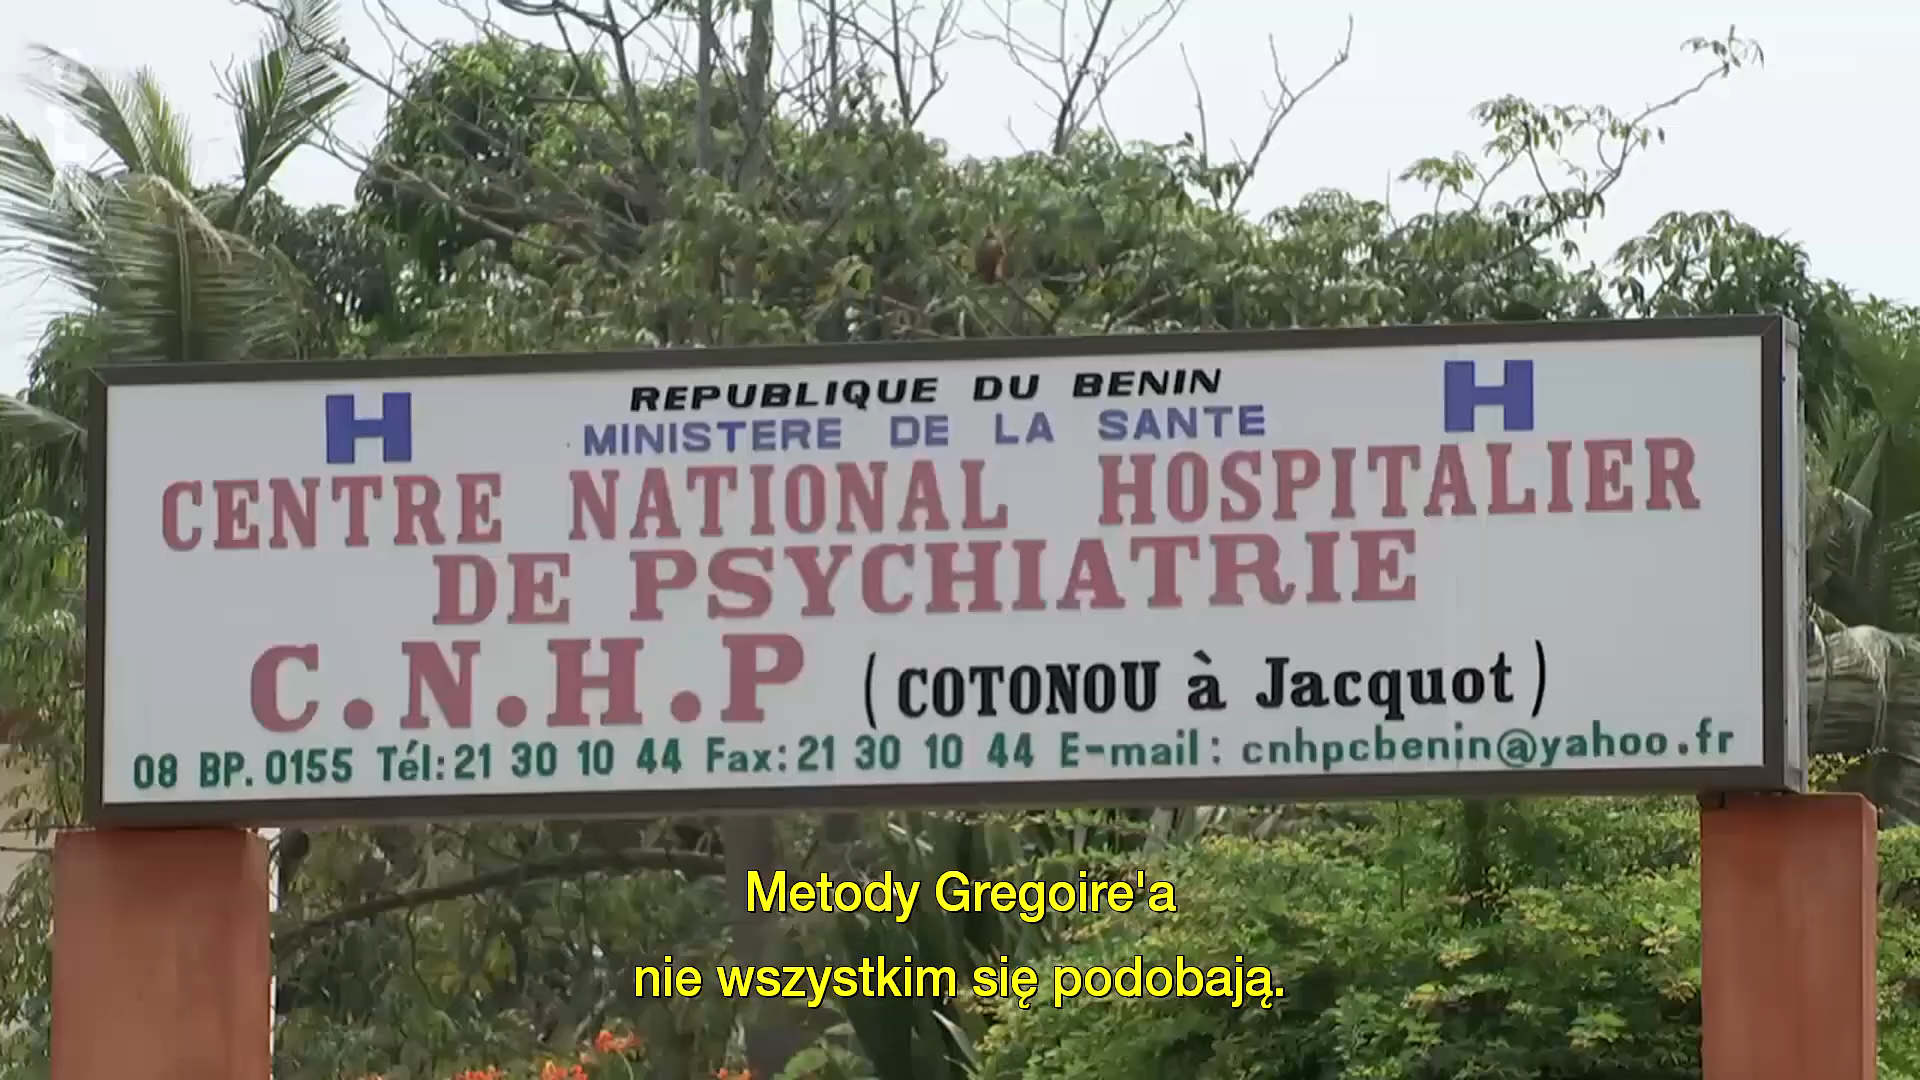 H REPUBLIQUE DU BENIN H
MINISTERE DE LA SANTE
CENTRE NATIONAL HOSPITALIER
DE PSYCHIATRIE
C.N.H.P (COTONOU à Jacquot)
08 BP. 0155 Tél: 21 30 10 44 Fax: 21 30 10 44 E-mail: cnhpcbenin@yahoo.fr
Metody Gregoire'a
nie wszystkim się podobają.